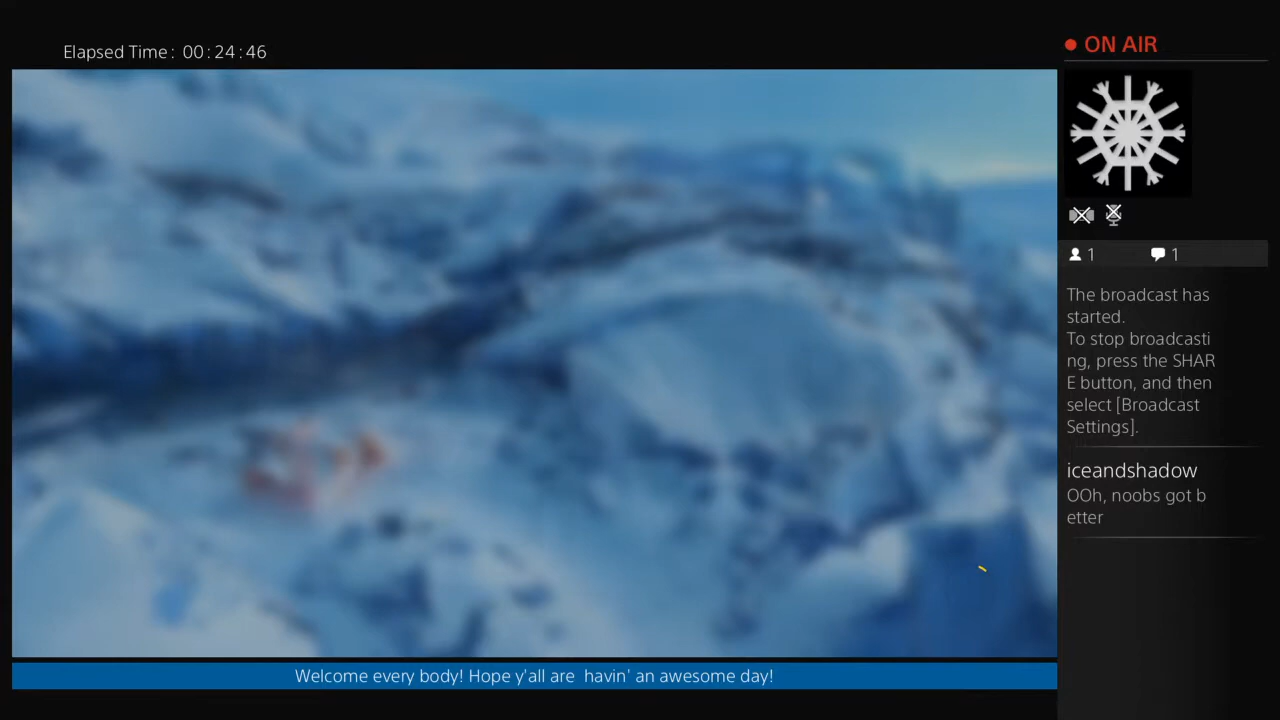 Elapsed Time: 00:24:46
ON AIR
1 1
The broadcast has
started.
To stop broadcasti
ng, press the SHAR
E button, and then
select [Broadcast
Settings].
iceandshadow
OOh, noobs got b
etter
Welcome every body! Hope y'all are  havin' an awesome day!